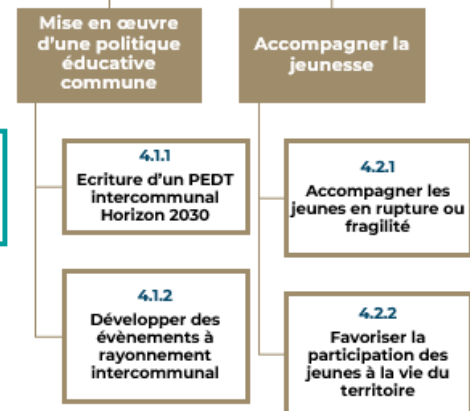 Mise en œuvre
d'une politique
éducative
commune
4.1.1
Ecriture d'un PEDT
intercommunal
Horizon 2030
4.1.2
Développer des
évènements à
rayonnement
intercommunal
Accompagner la
jeunesse
4.2.1
Accompagner les
jeunes en rupture ou
fragilité
4.2.2
Favoriser la
participation des
jeunes à la vie du
territoire